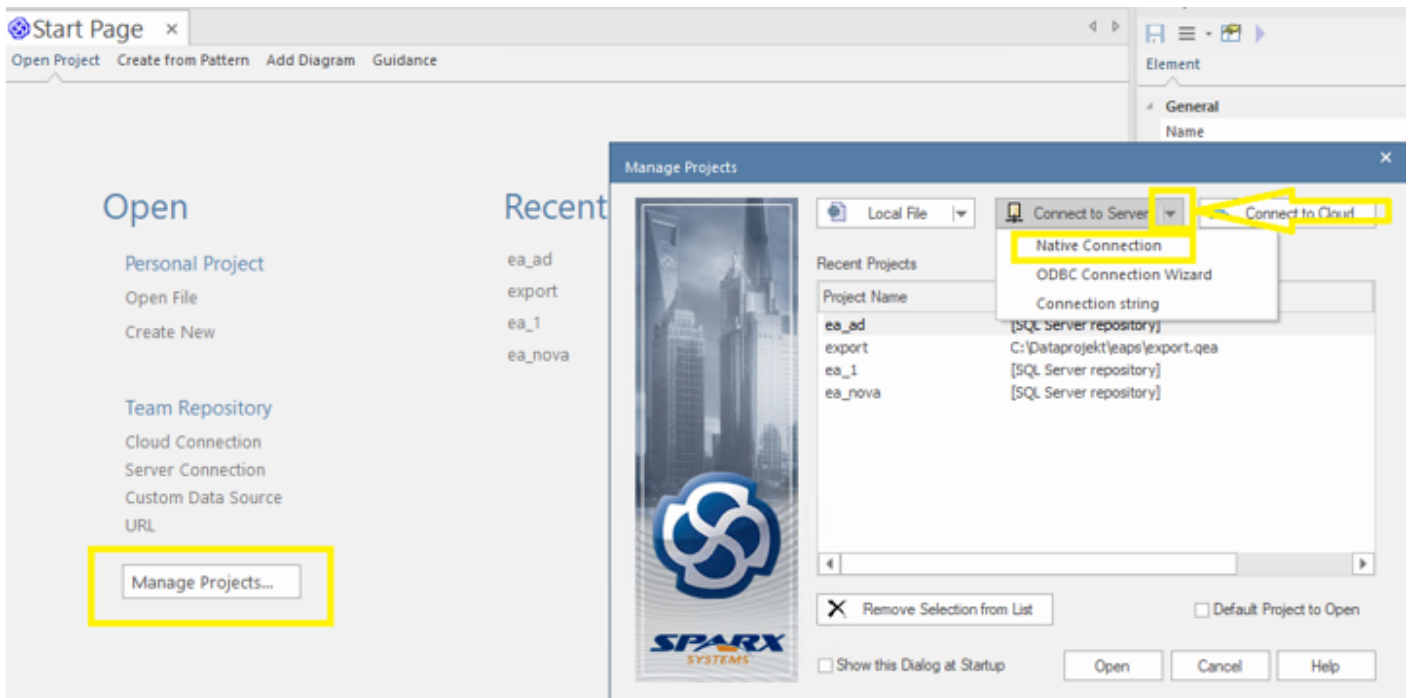 Start Page ×
Open Project Create from Pattern Add Diagram Guidance
Element
General
Name
Open
Personal Project
Open File
Create New
Team Repository
Cloud Connection
Server Connection
Custom Data Source
URL
Manage Projects...
Recent
ea_ad
export
ea_1
ea_nova
Manage Projects ×
Local File
Connect to Server
Connect to Cloud
Native Connection
ODBC Connection Wizard
Connection string
Recent Projects
Project Name
ea_ad [SQL Server repository]
export C:\Dataprojekt\eaps\export.qea
ea_1 [SQL Server repository]
ea_nova [SQL Server repository]
Remove Selection from List
Default Project to Open
Show this Dialog at Startup
Open Cancel Help
SPARX
SYSTEMS